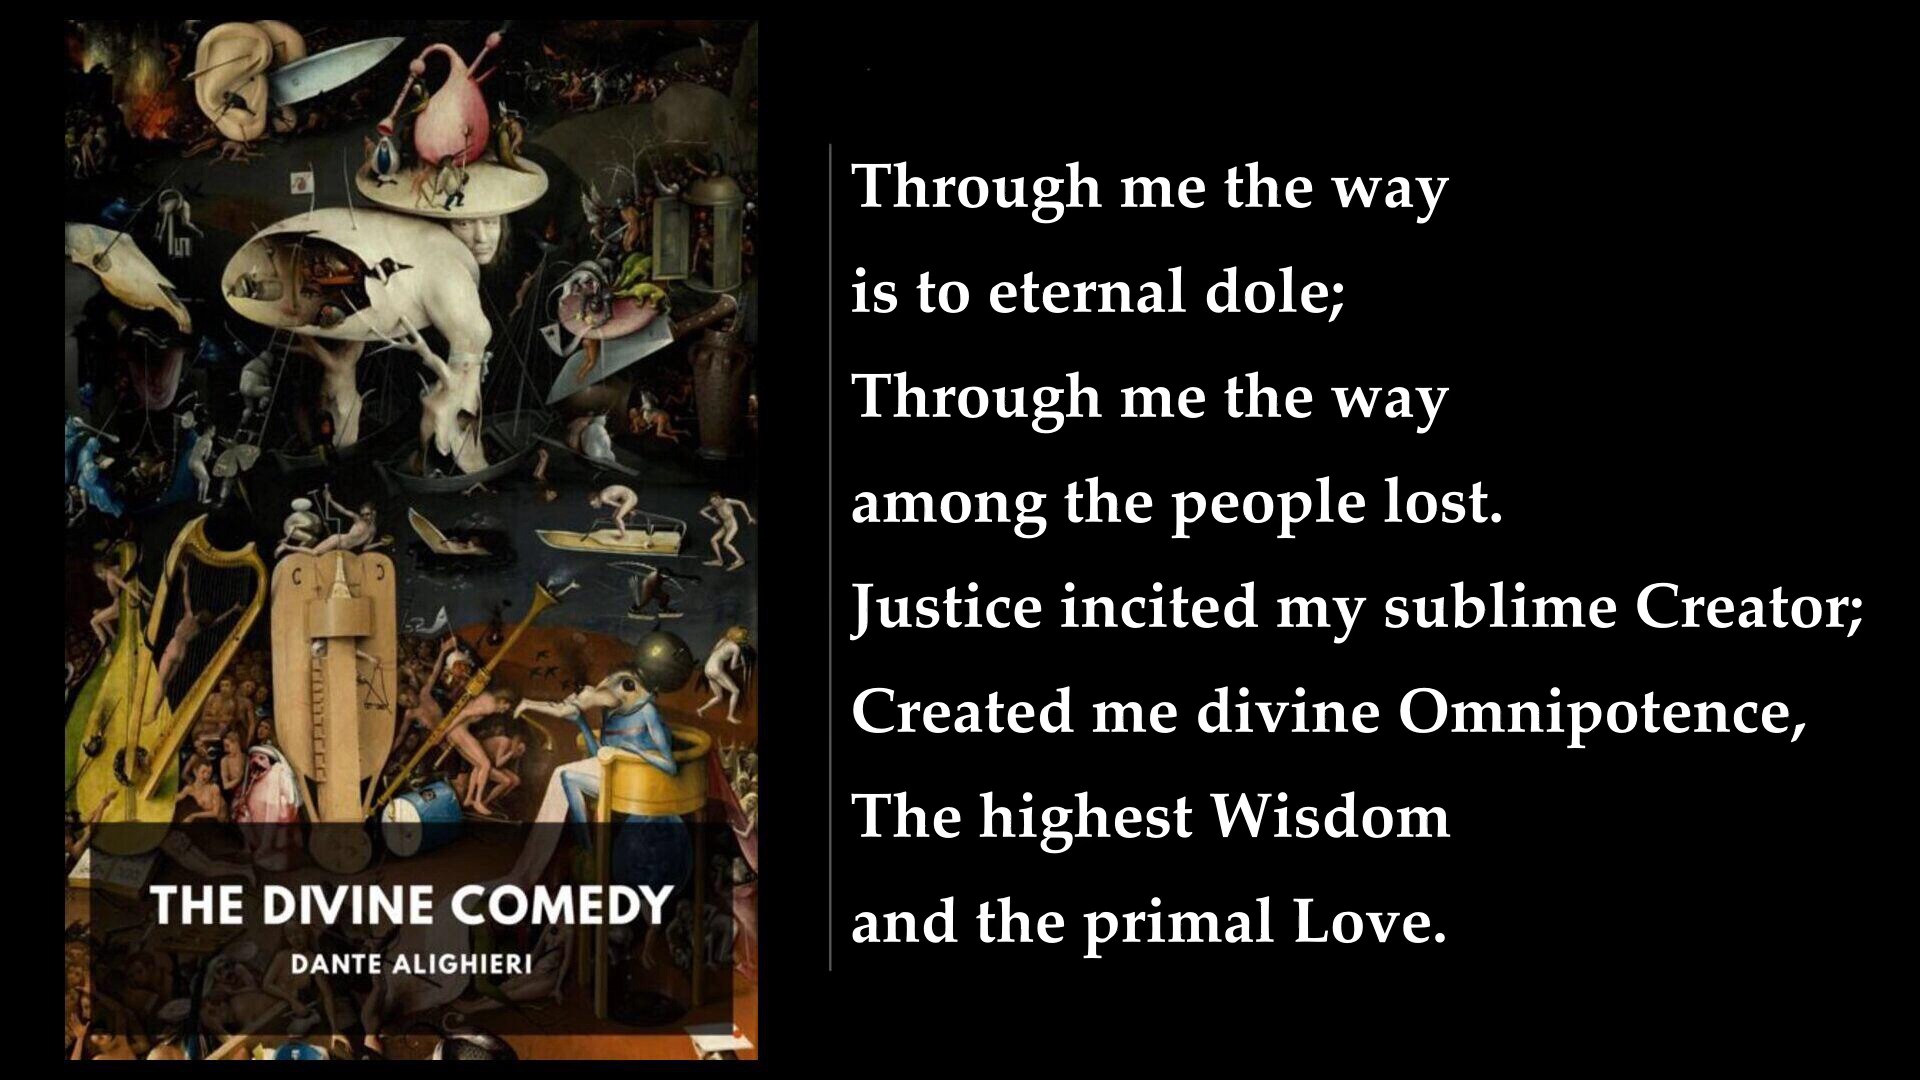 THE DIVINE COMEDY
DANTE ALIGHIERI
Through me the way
is to eternal dole;
Through me the way
among the people lost.
Justice incited my sublime Creator;
Created me divine Omnipotence,
The highest Wisdom
and the primal Love.